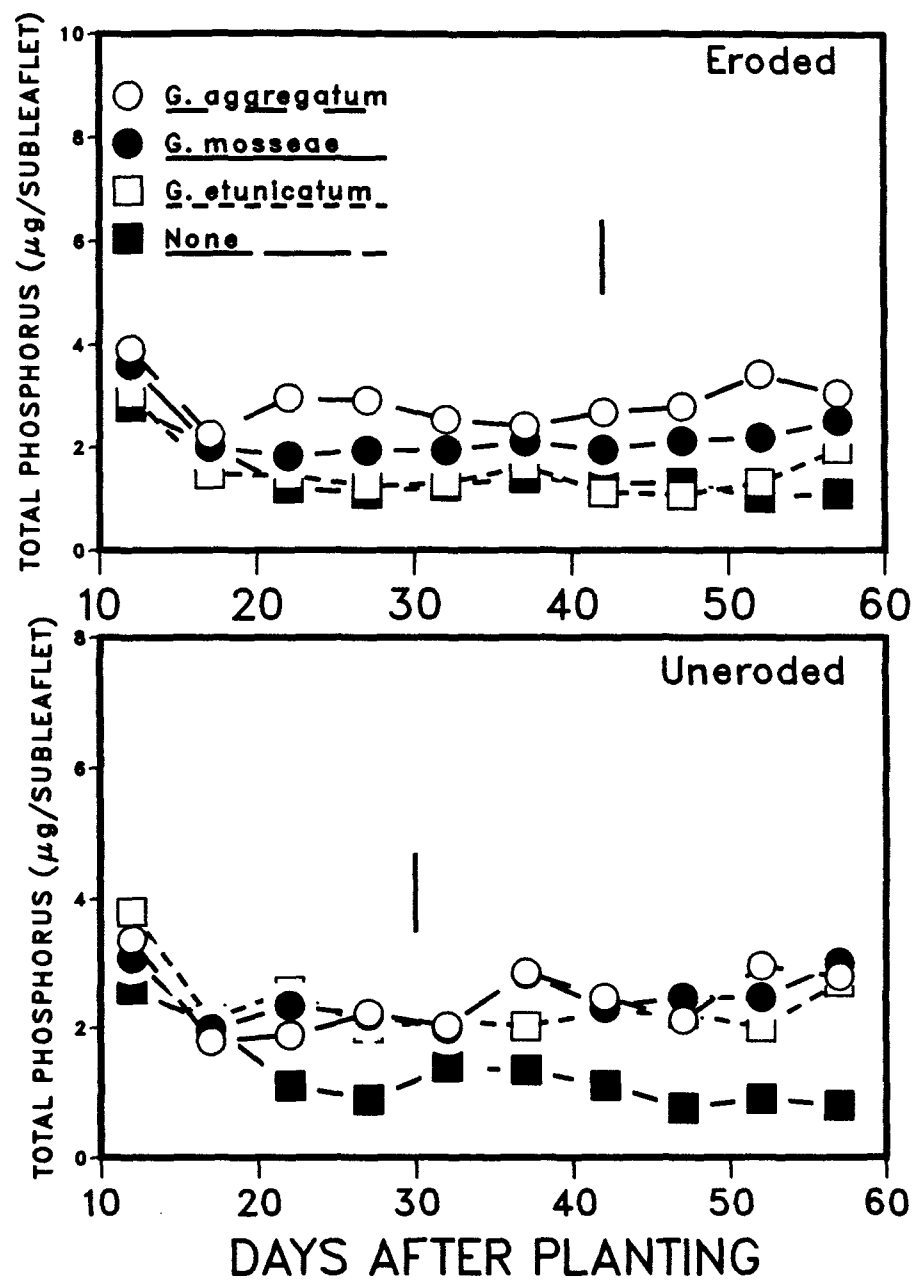 TOTAL PHOSPHORUS (μg/SUBLEAFLET)
10
8
6
4
2
0
Eroded
G. aggregatum
G. mosseae
G. etunicatum
None
10 20 30 40 50 60
TOTAL PHOSPHORUS (μg/SUBLEAFLET)
8
6
4
2
0
Uneroded
10 20 30 40 50 60
DAYS AFTER PLANTING